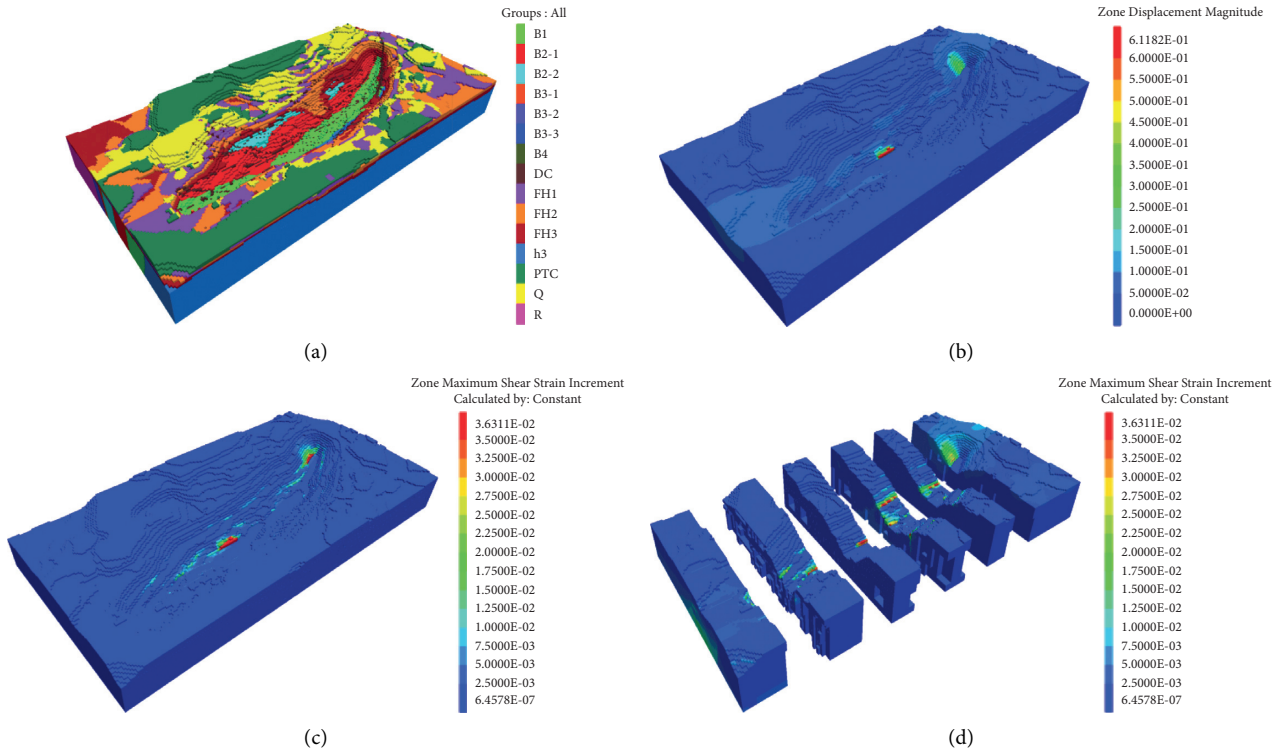 Groups : All
B1
B2-1
B2-2
B3-1
B3-2
B3-3
B4
DC
FH1
FH2
FH3
h3
PTC
Q
R
(a)
Zone Displacement Magnitude
6.1182E-01
6.0000E-01
5.5000E-01
5.0000E-01
4.5000E-01
4.0000E-01
3.5000E-01
3.0000E-01
2.5000E-01
2.0000E-01
1.5000E-01
1.0000E-01
5.0000E-02
0.0000E+00
(b)
Zone Maximum Shear Strain Increment
Calculated by: Constant
3.6311E-02
3.5000E-02
3.2500E-02
3.0000E-02
2.7500E-02
2.5000E-02
2.2500E-02
2.0000E-02
1.7500E-02
1.5000E-02
1.2500E-02
1.0000E-02
7.5000E-03
5.0000E-03
2.5000E-03
6.4578E-07
(c)
Zone Maximum Shear Strain Increment
Calculated by: Constant
3.6311E-02
3.5000E-02
3.2500E-02
3.0000E-02
2.7500E-02
2.5000E-02
2.2500E-02
2.0000E-02
1.7500E-02
1.5000E-02
1.2500E-02
1.0000E-02
7.5000E-03
5.0000E-03
2.5000E-03
6.4578E-07
(d)